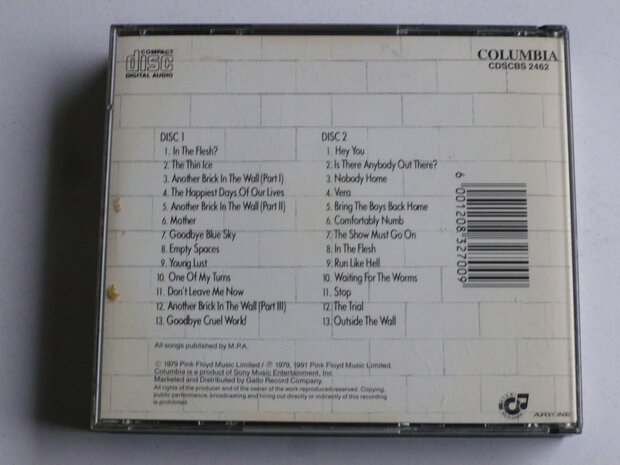 COMPACT
disc
DIGITAL AUDIO
COLUMBIA
CDSCBS 2462
DISC 1
1. In The Flesh?
2. The Thin Ice
3. Another Brick In The Wall (Part I)
4. The Happiest Days Of Our Lives
5. Another Brick In The Wall (Part II)
6. Mother
7. Goodbye Blue Sky
8. Empty Spaces
9. Young Lust
10. One Of My Turns
11. Don't Leave Me Now
12. Another Brick In The Wall (Part III)
13. Goodbye Cruel World
DISC 2
1. Hey You
2. Is There Anybody Out There?
3. Nobody Home
4. Vera
5. Bring The Boys Back Home
6. Comfortably Numb
7. The Show Must Go On
8. In The Flesh
9. Run Like Hell
10. Waiting For The Worms
11. Stop
12. The Trial
13. Outside The Wall
6 001208 327009
All songs published by M.P.A.
© 1979 Pink Floyd Music Limited / ℗ 1979, 1991 Pink Floyd Music Limited.
Columbia is a product of Sony Music Entertainment, Inc
Marketed and Distributed by Gallo Record Company.
All rights of the producer and of the owner of the work reproduced reserved. Copying,
public performance, broadcasting and hiring out directly or indirectly of this recording
is prohibited.
ARTONE